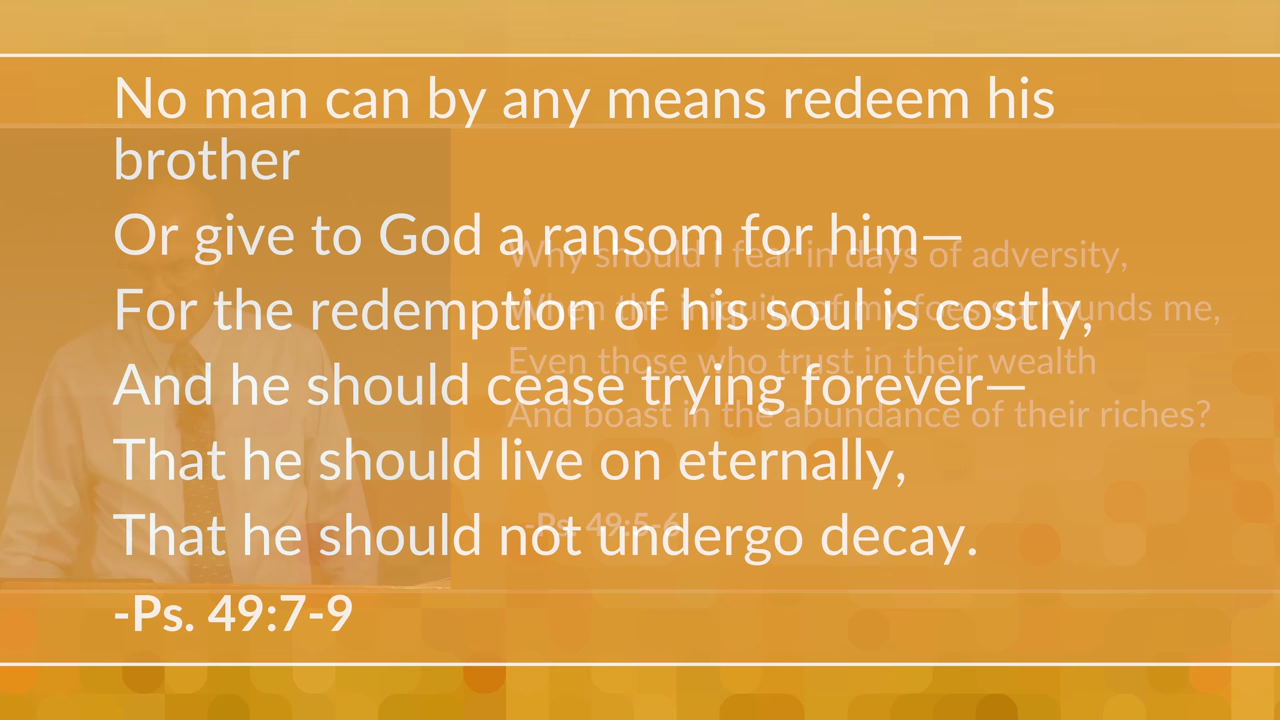 No man can by any means redeem his
brother
Or give to God a ransom for him—
For the redemption of his soul is costly,
And he should cease trying forever—
That he should live on eternally,
That he should not undergo decay.
-Ps. 49:7-9
Why should I fear in days of adversity,
When the iniquity of my foes surrounds me,
Even those who trust in their wealth
And boast in the abundance of their riches?
-Ps. 49:5-6